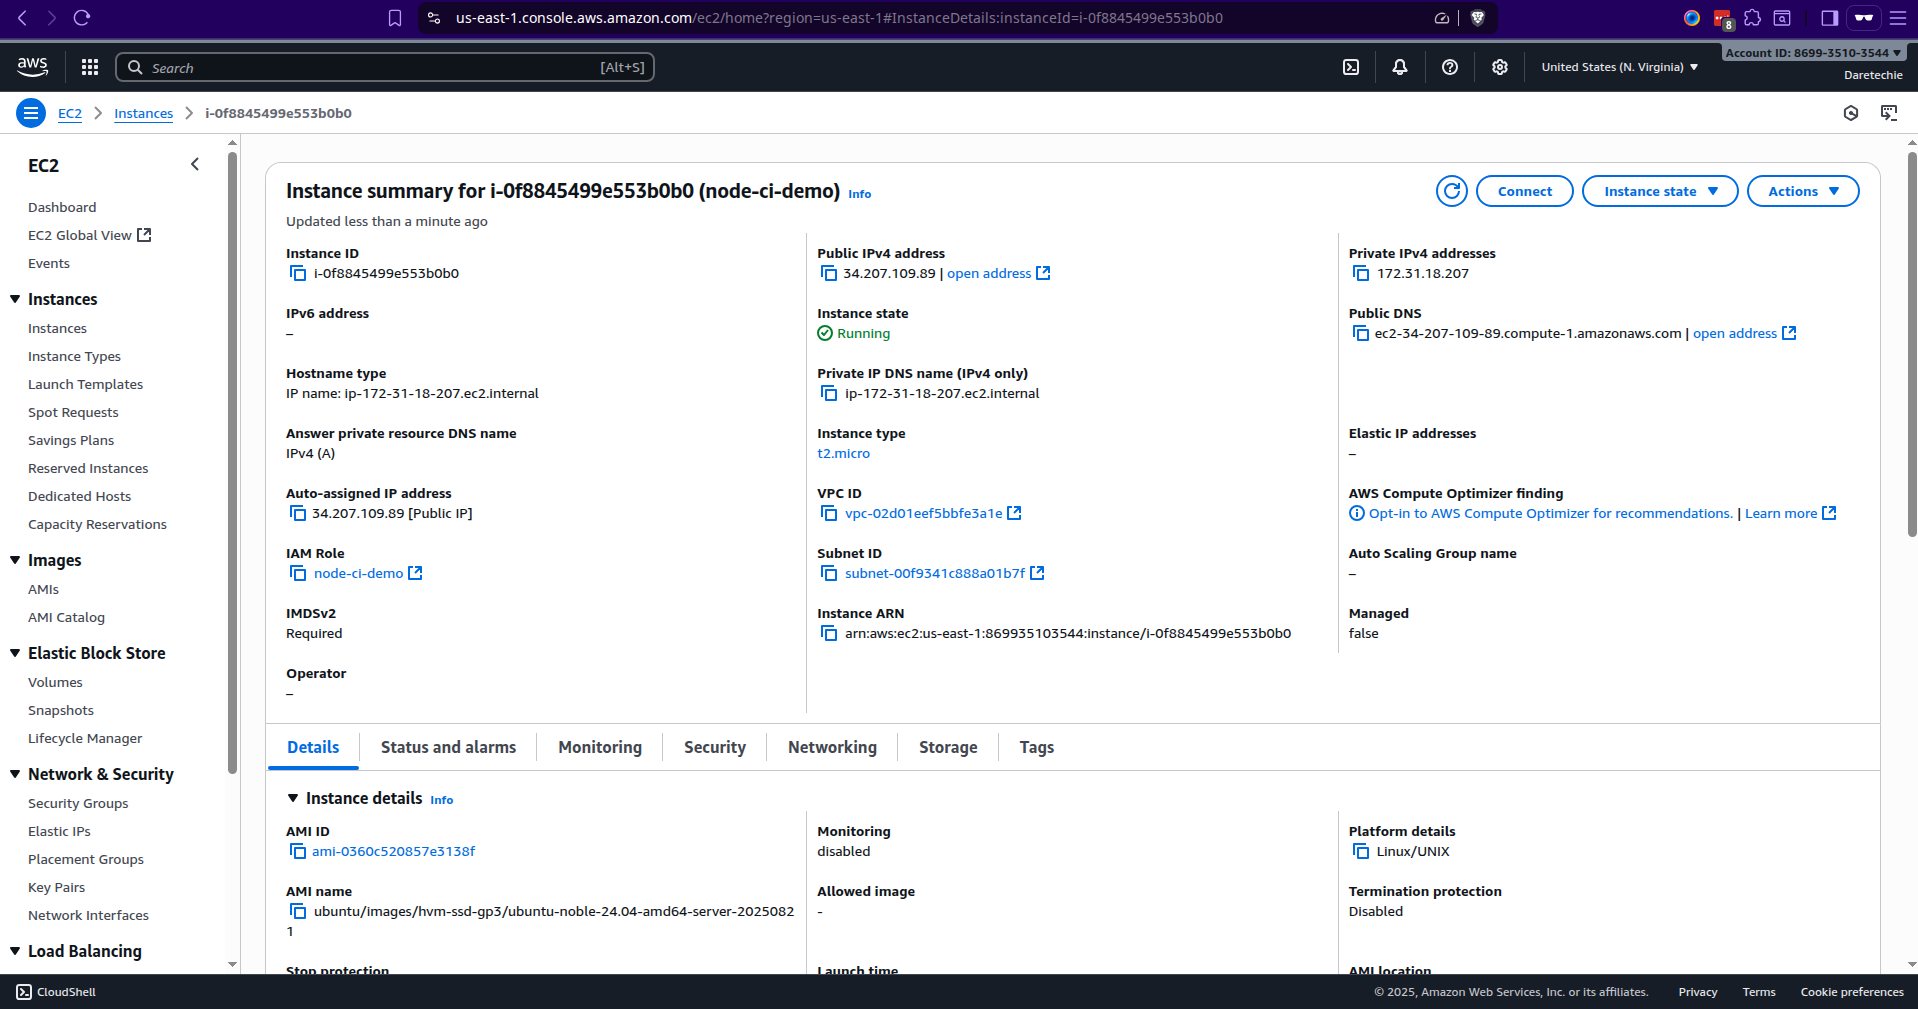 us-east-1.console.aws.amazon.com/ec2/home?region=us-east-1#InstanceDetails:instanceId=i-0f8845499e553b0b0
8
aws
Search [Alt+S]
United States (N. Virginia)
Account ID: 8699-3510-3544
Daretechie
EC2 > Instances > i-0f8845499e553b0b0
EC2
Dashboard
EC2 Global View
Events
Instances
Instances
Instance Types
Launch Templates
Spot Requests
Savings Plans
Reserved Instances
Dedicated Hosts
Capacity Reservations
Images
AMIs
AMI Catalog
Elastic Block Store
Volumes
Snapshots
Lifecycle Manager
Network & Security
Security Groups
Elastic IPs
Placement Groups
Key Pairs
Network Interfaces
Load Balancing
Instance summary for i-0f8845499e553b0b0 (node-ci-demo) Info
Updated less than a minute ago
Connect
Instance state
Actions
Instance ID
i-0f8845499e553b0b0
Public IPv4 address
34.207.109.89 | open address
Private IPv4 addresses
172.31.18.207
IPv6 address
–
Instance state
Running
Public DNS
ec2-34-207-109-89.compute-1.amazonaws.com | open address
Hostname type
IP name: ip-172-31-18-207.ec2.internal
Private IP DNS name (IPv4 only)
ip-172-31-18-207.ec2.internal
Answer private resource DNS name
IPv4 (A)
Instance type
t2.micro
Elastic IP addresses
–
Auto-assigned IP address
34.207.109.89 [Public IP]
VPC ID
vpc-02d01eef5bbfe3a1e
AWS Compute Optimizer finding
Opt-in to AWS Compute Optimizer for recommendations. | Learn more
IAM Role
node-ci-demo
Subnet ID
subnet-00f9341c888a01b7f
Auto Scaling Group name
–
IMDSv2
Required
Instance ARN
arn:aws:ec2:us-east-1:869935103544:instance/i-0f8845499e553b0b0
Managed
false
Operator
–
Details
Status and alarms
Monitoring
Security
Networking
Storage
Tags
Instance details Info
AMI ID
ami-0360c520857e3138f
Monitoring
disabled
Platform details
Linux/UNIX
AMI name
ubuntu/images/hvm-ssd-gp3/ubuntu-noble-24.04-amd64-server-2025082
1
Allowed image
-
Termination protection
Disabled
Stop protection
Launch time
AMI location
CloudShell
© 2025, Amazon Web Services, Inc. or its affiliates.
Privacy
Terms
Cookie preferences